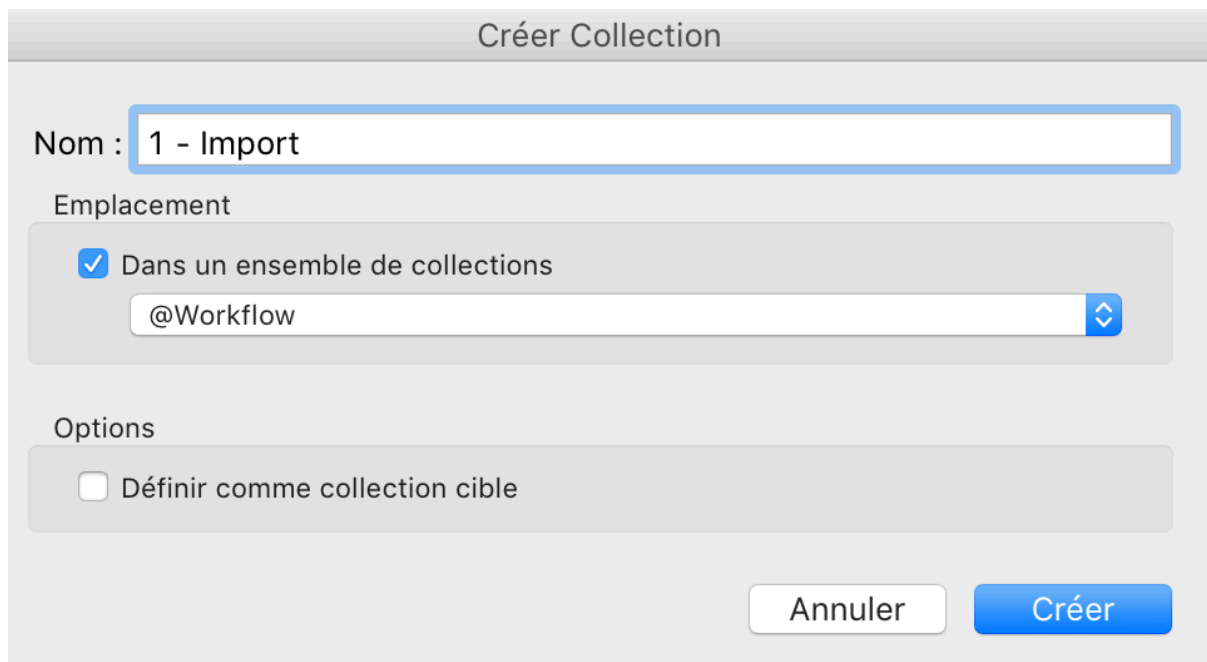 Créer Collection
Nom : 1 - Import
Emplacement
Dans un ensemble de collections
@Workflow
Options
Définir comme collection cible
Annuler Créer